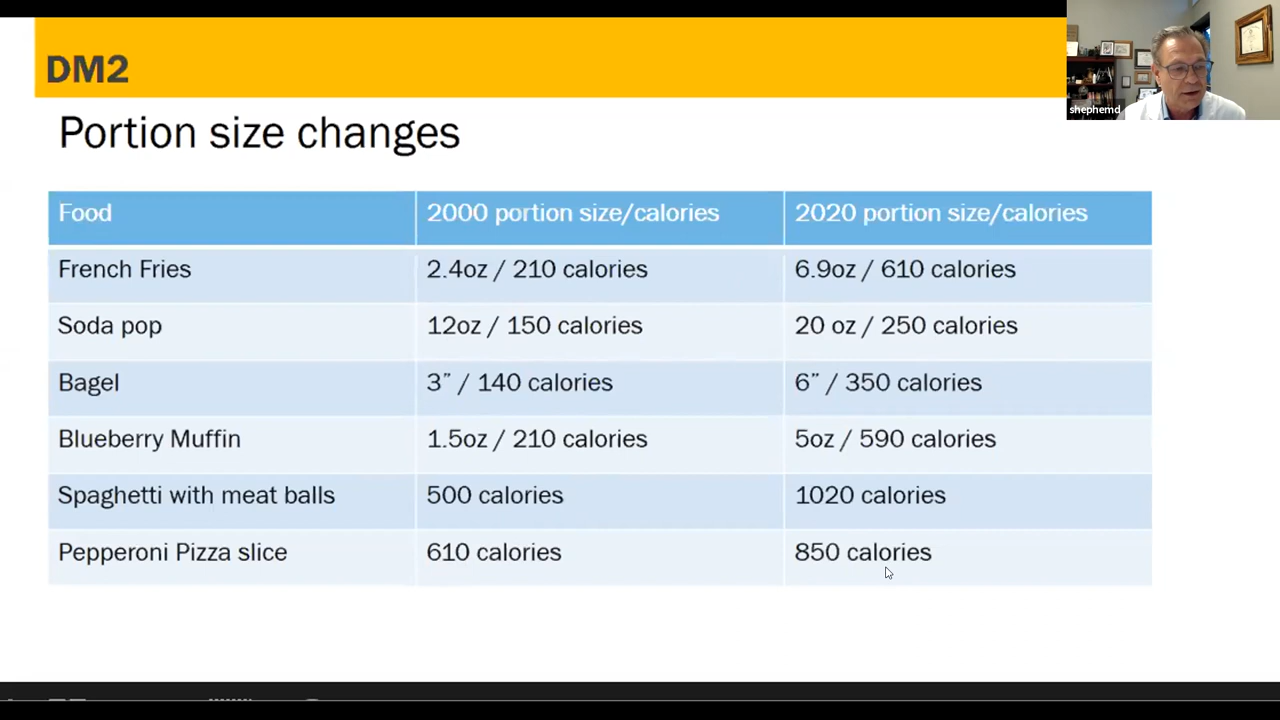 DM2
shephemd
Portion size changes
Food 2000 portion size/calories 2020 portion size/calories
French Fries 2.4oz / 210 calories 6.9oz / 610 calories
Soda pop 12oz / 150 calories 20 oz / 250 calories
Bagel 3” / 140 calories 6” / 350 calories
Blueberry Muffin 1.5oz / 210 calories 5oz / 590 calories
Spaghetti with meat balls 500 calories 1020 calories
Pepperoni Pizza slice 610 calories 850 calories